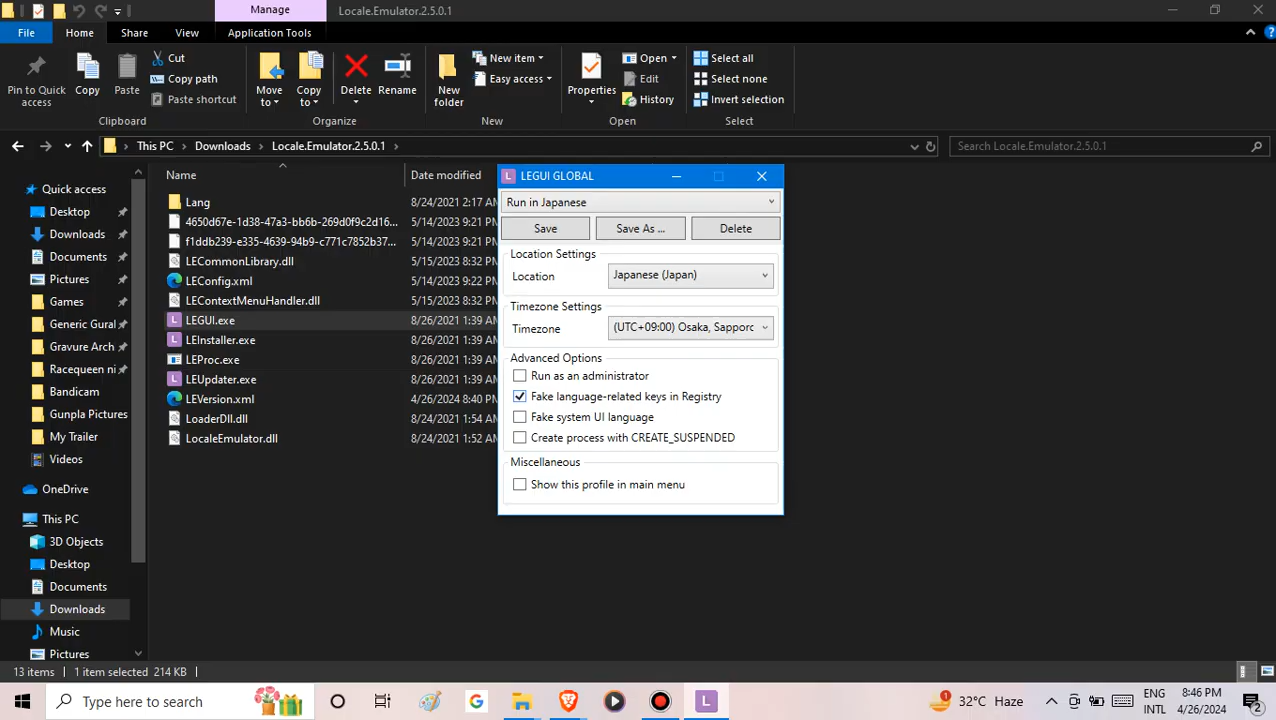 Manage
Locale.Emulator.2.5.0.1
File
Home
Share
View
Application Tools
Pin to Quick access
Copy
Paste
Cut
Copy path
Paste shortcut
Clipboard
Move to
Copy to
Delete
Rename
Organize
New folder
New item
Easy access
New
Properties
Open
Edit
History
Open
Select all
Select none
Invert selection
Select
This PC
Downloads
Locale.Emulator.2.5.0.1
Search Locale.Emulator.2.5.0.1
Quick access
Desktop
Downloads
Documents
Pictures
Games
Generic Gural
Gravure Arch
Racequeen ni
Bandicam
Gunpla Pictures
My Trailer
Videos
OneDrive
This PC
3D Objects
Desktop
Documents
Downloads
Music
Pictures
Name
Date modified
Lang 8/24/2021 2:17 AM
4650d67e-1d38-47a3-bb6b-269d0f9c2d16... 5/14/2023 9:21 PM
f1ddb239-e335-4639-94b9-c771c7852b37... 5/14/2023 9:21 PM
LECommonLibrary.dll 5/15/2023 8:32 PM
LEConfig.xml 5/14/2023 9:22 PM
LEContextMenuHandler.dll 5/15/2023 8:32 PM
LEGUI.exe 8/26/2021 1:39 AM
LEInstaller.exe 8/26/2021 1:39 AM
LEProc.exe 8/26/2021 1:39 AM
LEUpdater.exe 8/26/2021 1:39 AM
LEVersion.xml 4/26/2024 8:40 PM
LoaderDll.dll 8/24/2021 1:54 AM
LocaleEmulator.dll 8/24/2021 1:52 AM
L LEGUI GLOBAL
Run in Japanese
Save
Save As ...
Delete
Location Settings
Location
Japanese (Japan)
Timezone Settings
Timezone
(UTC+09:00) Osaka, Sapporo
Advanced Options
Run as an administrator
Fake language-related keys in Registry
Fake system UI language
Create process with CREATE_SUSPENDED
Miscellaneous
Show this profile in main menu
13 items
1 item selected 214 KB
Type here to search
G
L
1
32°C Haze
ENG
INTL
8:46 PM
4/26/2024
2